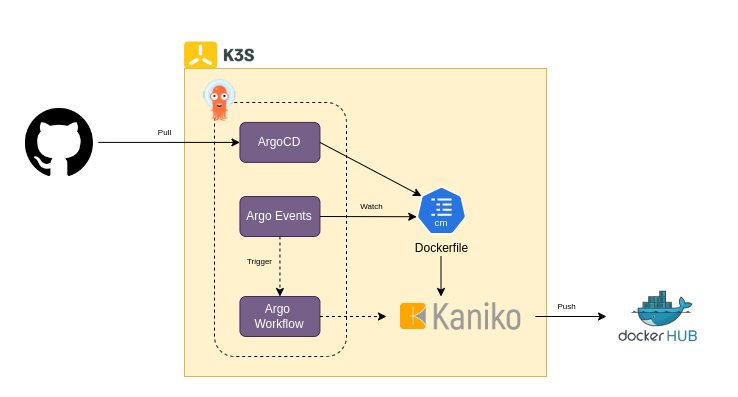 K3S
Pull
ArgoCD
Argo Events
Watch
cm
Dockerfile
Trigger
Argo
Workflow
Kaniko
Push
docker HUB